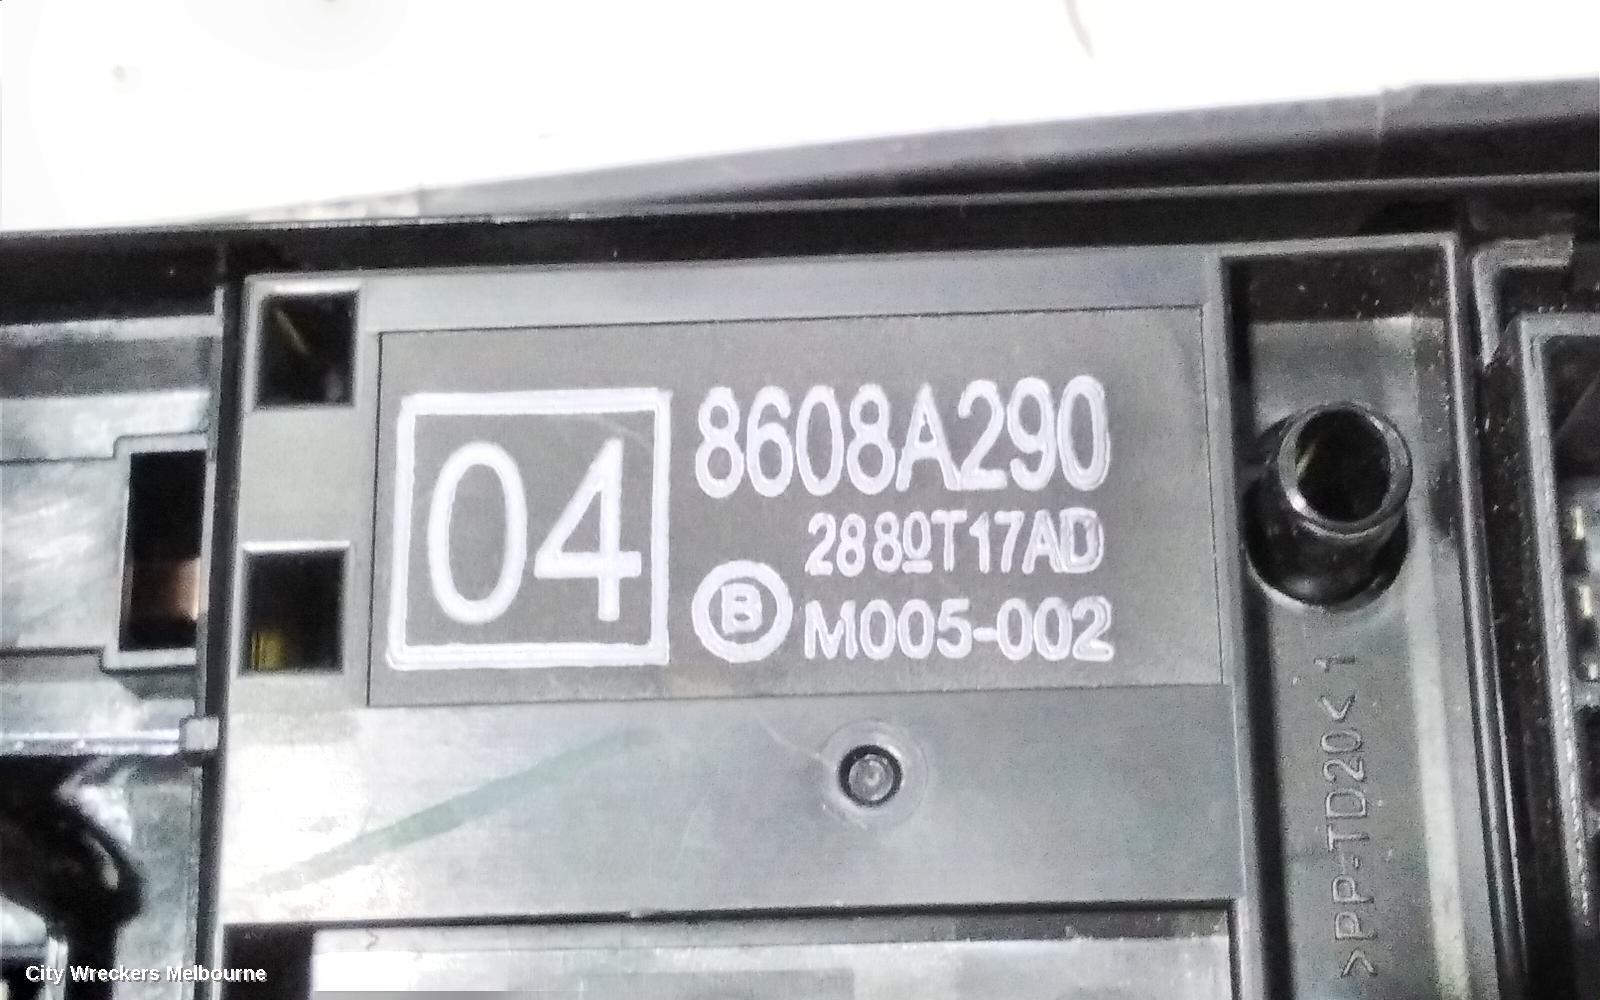 04
8608A290
2880T17AD
B
M005-002
>PP-TD20< 1
City Wreckers Melbourne